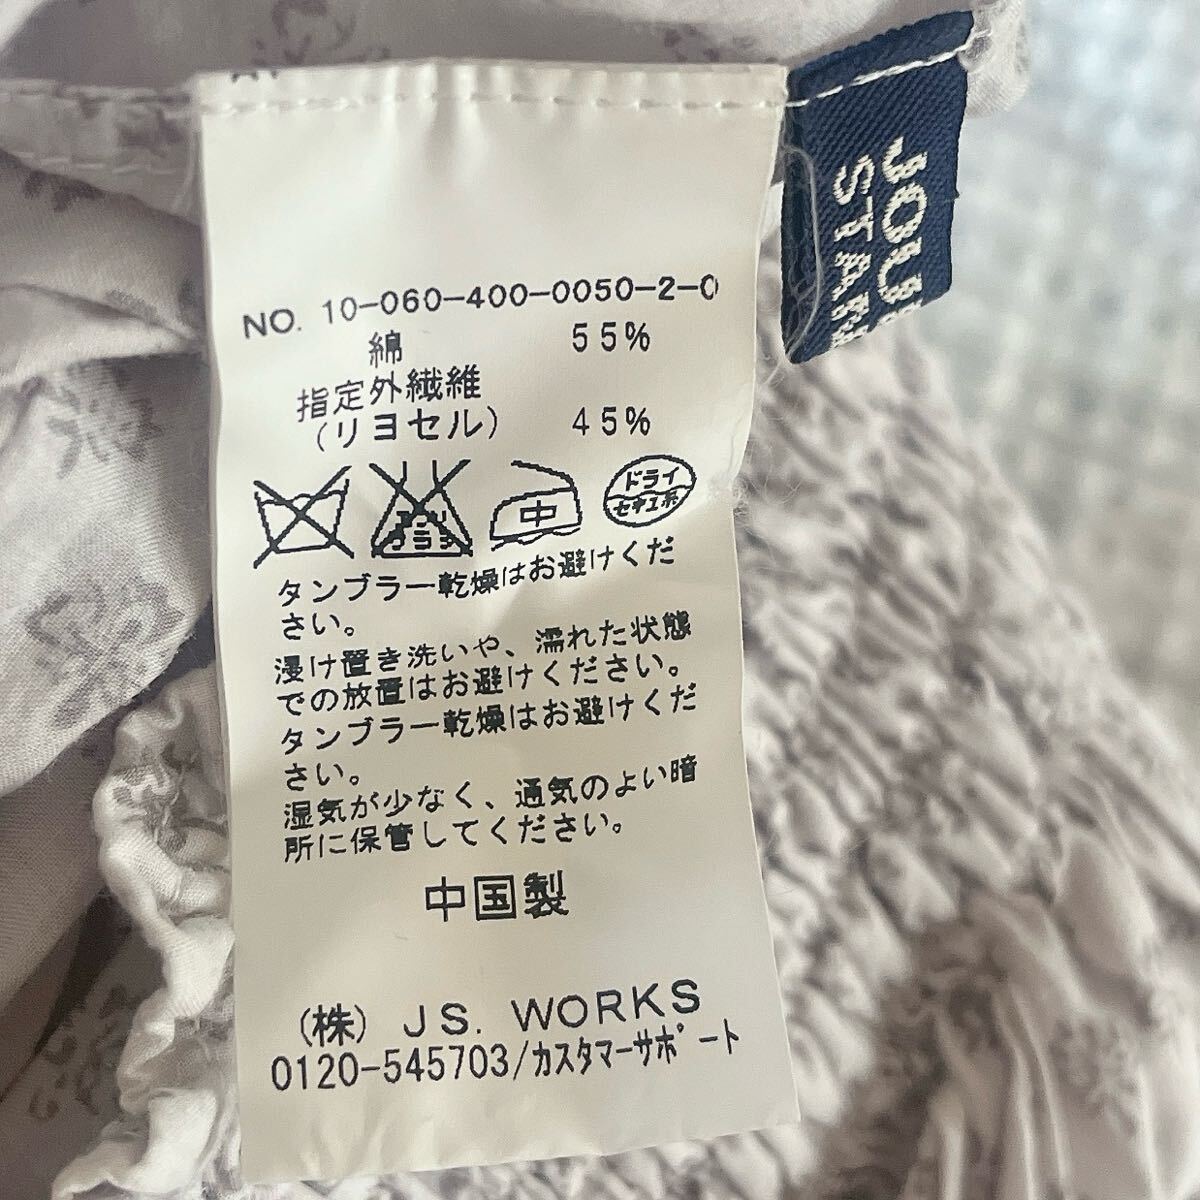 NO. 10-060-400-0050-2-0
綿 55%
指定外繊維
(リヨセル) 45%
中
ドライ
セキユ系
タンブラー乾燥はお避けくだ
さい。
浸け置き洗いや、濡れた状態
での放置はお避けください。
タンブラー乾燥はお避けくだ
さい。
湿気が少なく、通気のよい暗
所に保管してください。
中国製
(株) JS. WORKS
0120-545703/カスタマーサポート
JOU
STA